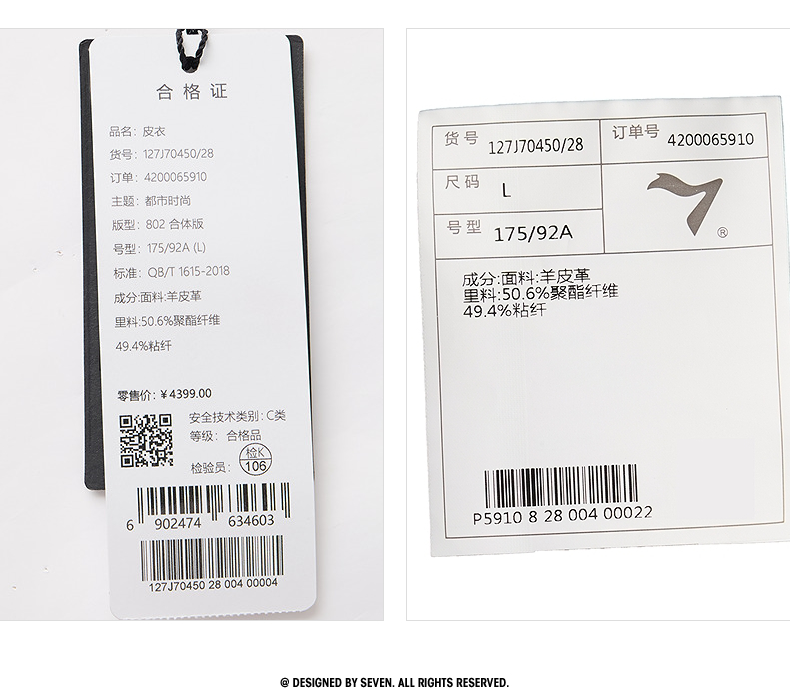 合格证
品名：皮衣
货号：127J70450/28
订单：4200065910
主题：都市时尚
版型：802 合体版
号型：175/92A (L)
标准：QB/T 1615-2018
成分:面料:羊皮革
里料:50.6%聚酯纤维
49.4%粘纤
零售价：￥4399.00
安全技术类别：C类
等级：合格品
检验员：检K 106
6 902474 634603
127J70450 28 004 00004
货号 127J70450/28 订单号 4200065910
尺码 L
号型 175/92A
®
成分:面料:羊皮革
里料:50.6%聚酯纤维
49.4%粘纤
P5910 8 28 004 00022
@ DESIGNED BY SEVEN. ALL RIGHTS RESERVED.